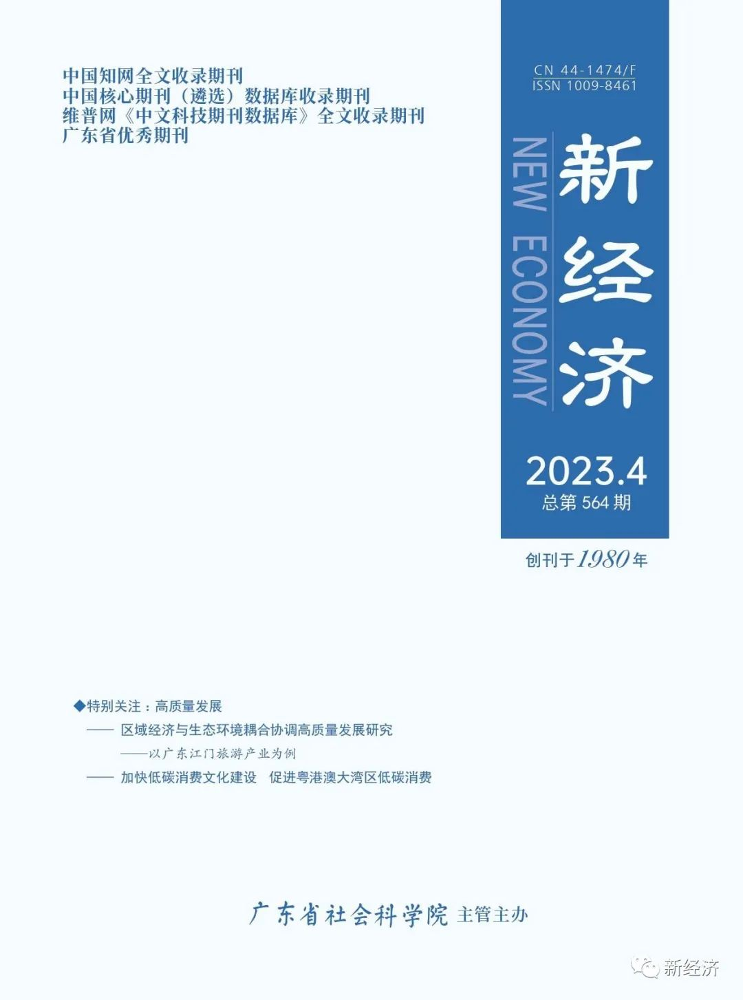 中国知网全文收录期刊
中国核心期刊（遴选）数据库收录期刊
维普网《中文科技期刊数据库》全文收录期刊
广东省优秀期刊
CN 44-1474/F
ISSN 1009-8461
新经济
NEW ECONOMY
2023.4
总第 564 期
创刊于1980年
◆特别关注：高质量发展
—— 区域经济与生态环境耦合协调高质量发展研究
——以广东江门旅游产业为例
—— 加快低碳消费文化建设 促进粤港澳大湾区低碳消费
广东省社会科学院 主管主办
新经济